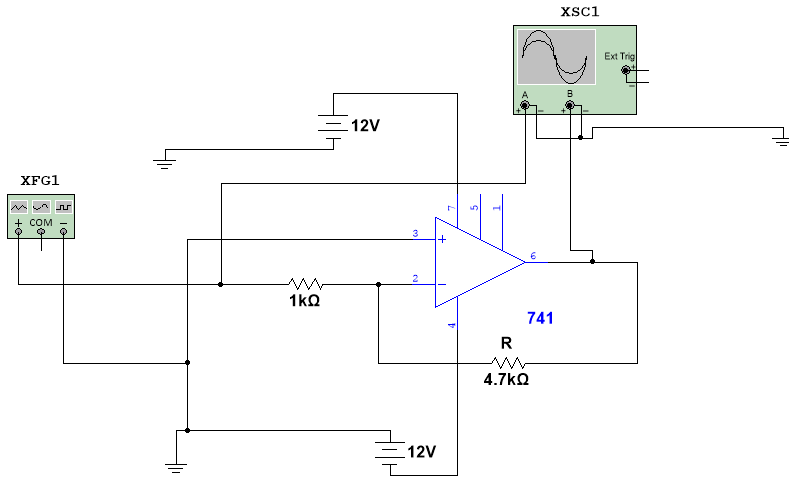 XSC1
Ext Trig
+
−
A
B
+ − + −
12V
XFG1
+ COM −
7
5
1
3
+
6
2
−
1kΩ
4
741
R
4.7kΩ
12V